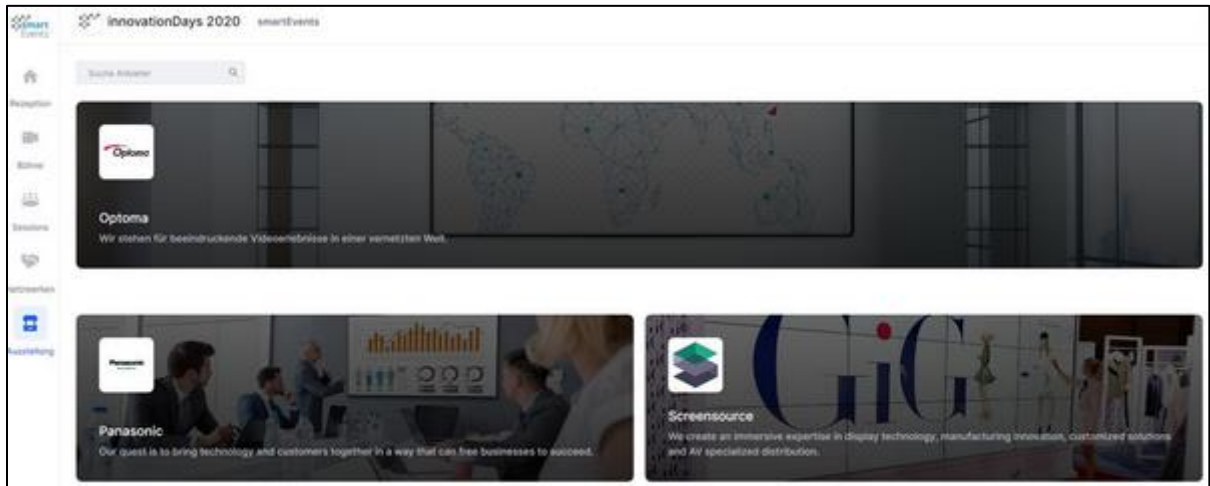 smart
Events
innovationDays 2020 smartEvents
Suche Anbieter
Rezeption
Bühne
Sessions
Netzwerken
Ausstellung
Optoma
Optoma
Wir stehen für beeindruckende Videoerlebnisse in einer vernetzten Welt.
Panasonic
Panasonic
Our quest is to bring technology and customers together in a way that can free businesses to succeed.
GiG
Screensource
We create an immersive expertise in display technology, manufacturing innovation, customized solutions
and AV specialized distribution.